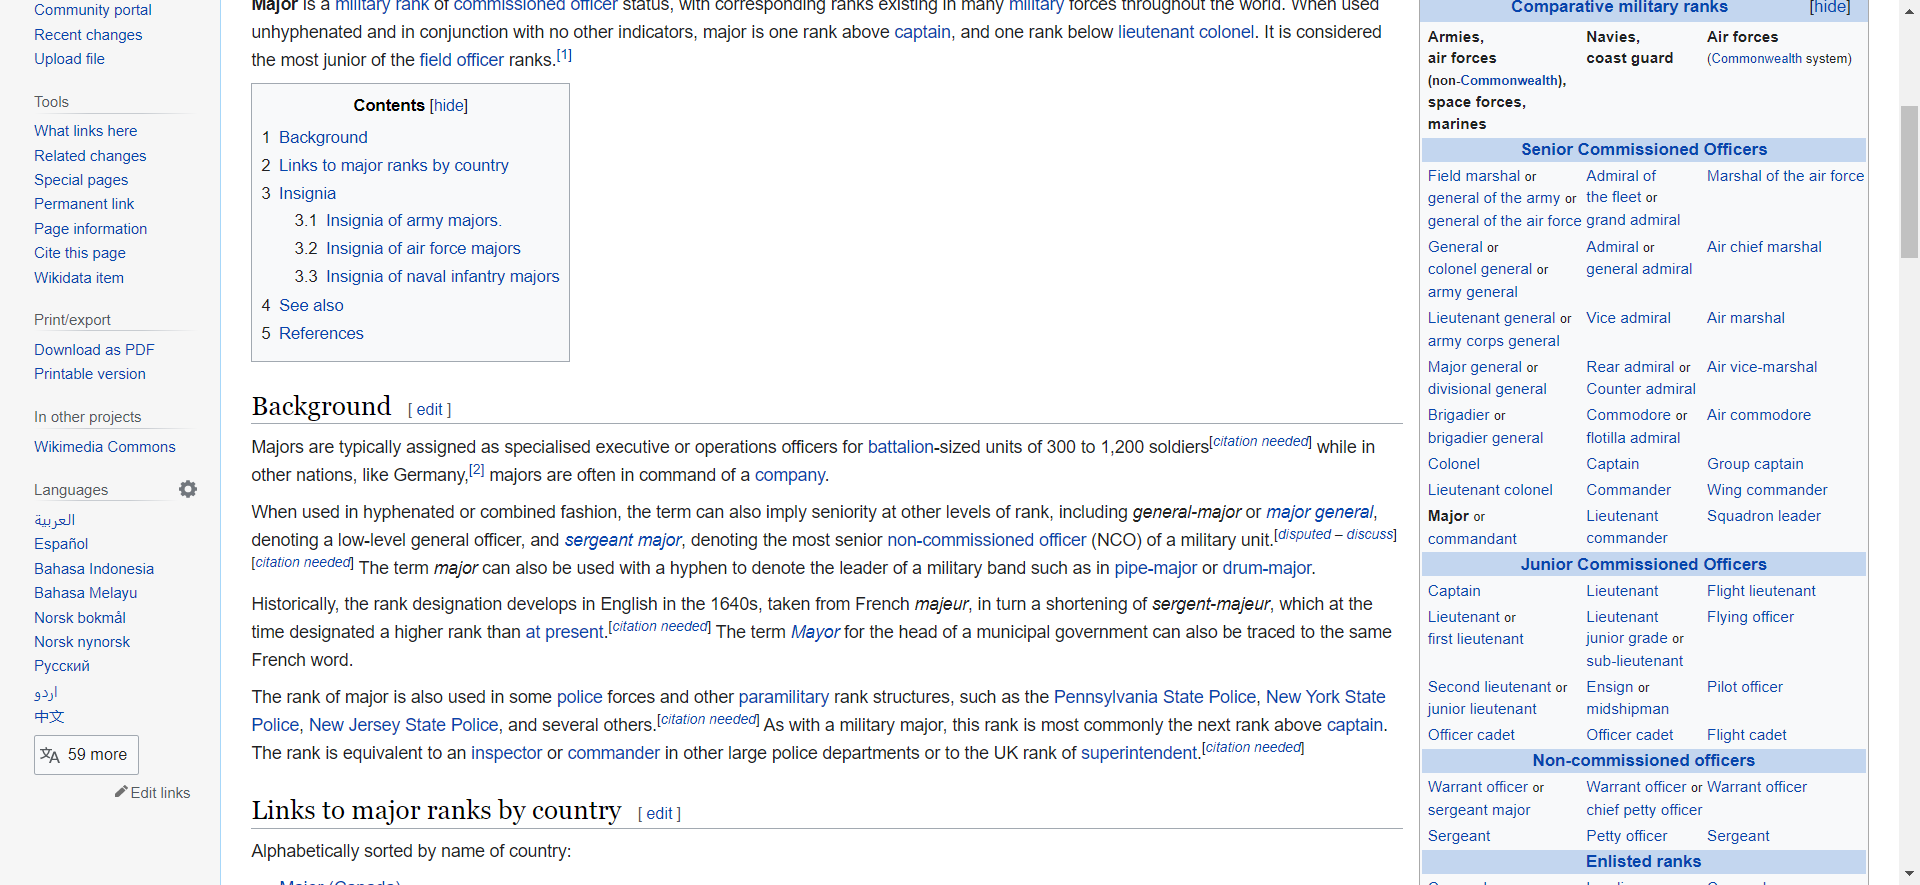 Community portal
Recent changes
Upload file
Tools
What links here
Related changes
Special pages
Permanent link
Page information
Cite this page
Wikidata item
Print/export
Download as PDF
Printable version
In other projects
Wikimedia Commons
Languages
العربية
Español
Bahasa Indonesia
Bahasa Melayu
Norsk bokmål
Norsk nynorsk
Русский
اردو
中文
59 more
Edit links
Major is a military rank of commissioned officer status, with corresponding ranks existing in many military forces throughout the world. When used
unhyphenated and in conjunction with no other indicators, major is one rank above captain, and one rank below lieutenant colonel. It is considered
the most junior of the field officer ranks.[1]
Contents [hide]
1 Background
2 Links to major ranks by country
3 Insignia
3.1 Insignia of army majors.
3.2 Insignia of air force majors
3.3 Insignia of naval infantry majors
4 See also
5 References
Background [ edit ]
Majors are typically assigned as specialised executive or operations officers for battalion-sized units of 300 to 1,200 soldiers[citation needed] while in
other nations, like Germany,[2] majors are often in command of a company.
When used in hyphenated or combined fashion, the term can also imply seniority at other levels of rank, including general-major or major general,
denoting a low-level general officer, and sergeant major, denoting the most senior non-commissioned officer (NCO) of a military unit.[disputed – discuss]
[citation needed] The term major can also be used with a hyphen to denote the leader of a military band such as in pipe-major or drum-major.
Historically, the rank designation develops in English in the 1640s, taken from French majeur, in turn a shortening of sergent-majeur, which at the
time designated a higher rank than at present.[citation needed] The term Mayor for the head of a municipal government can also be traced to the same
French word.
The rank of major is also used in some police forces and other paramilitary rank structures, such as the Pennsylvania State Police, New York State
Police, New Jersey State Police, and several others.[citation needed] As with a military major, this rank is most commonly the next rank above captain.
The rank is equivalent to an inspector or commander in other large police departments or to the UK rank of superintendent.[citation needed]
Links to major ranks by country [ edit ]
Alphabetically sorted by name of country:
Major (Canada)
Comparative military ranks [hide]
Armies, Navies, Air forces
air forces coast guard (Commonwealth system)
(non-Commonwealth),
space forces,
marines
Senior Commissioned Officers
Field marshal or Admiral of Marshal of the air force
general of the army or the fleet or
general of the air force grand admiral
General or Admiral or Air chief marshal
colonel general or general admiral
army general
Lieutenant general or Vice admiral Air marshal
army corps general
Major general or Rear admiral or Air vice-marshal
divisional general Counter admiral
Brigadier or Commodore or Air commodore
brigadier general flotilla admiral
Colonel Captain Group captain
Lieutenant colonel Commander Wing commander
Major or Lieutenant Squadron leader
commandant commander
Junior Commissioned Officers
Captain Lieutenant Flight lieutenant
Lieutenant or Lieutenant Flying officer
first lieutenant junior grade or
sub-lieutenant
Second lieutenant or Ensign or Pilot officer
junior lieutenant midshipman
Officer cadet Officer cadet Flight cadet
Non-commissioned officers
Warrant officer or Warrant officer or Warrant officer
sergeant major chief petty officer
Sergeant Petty officer Sergeant
Enlisted ranks